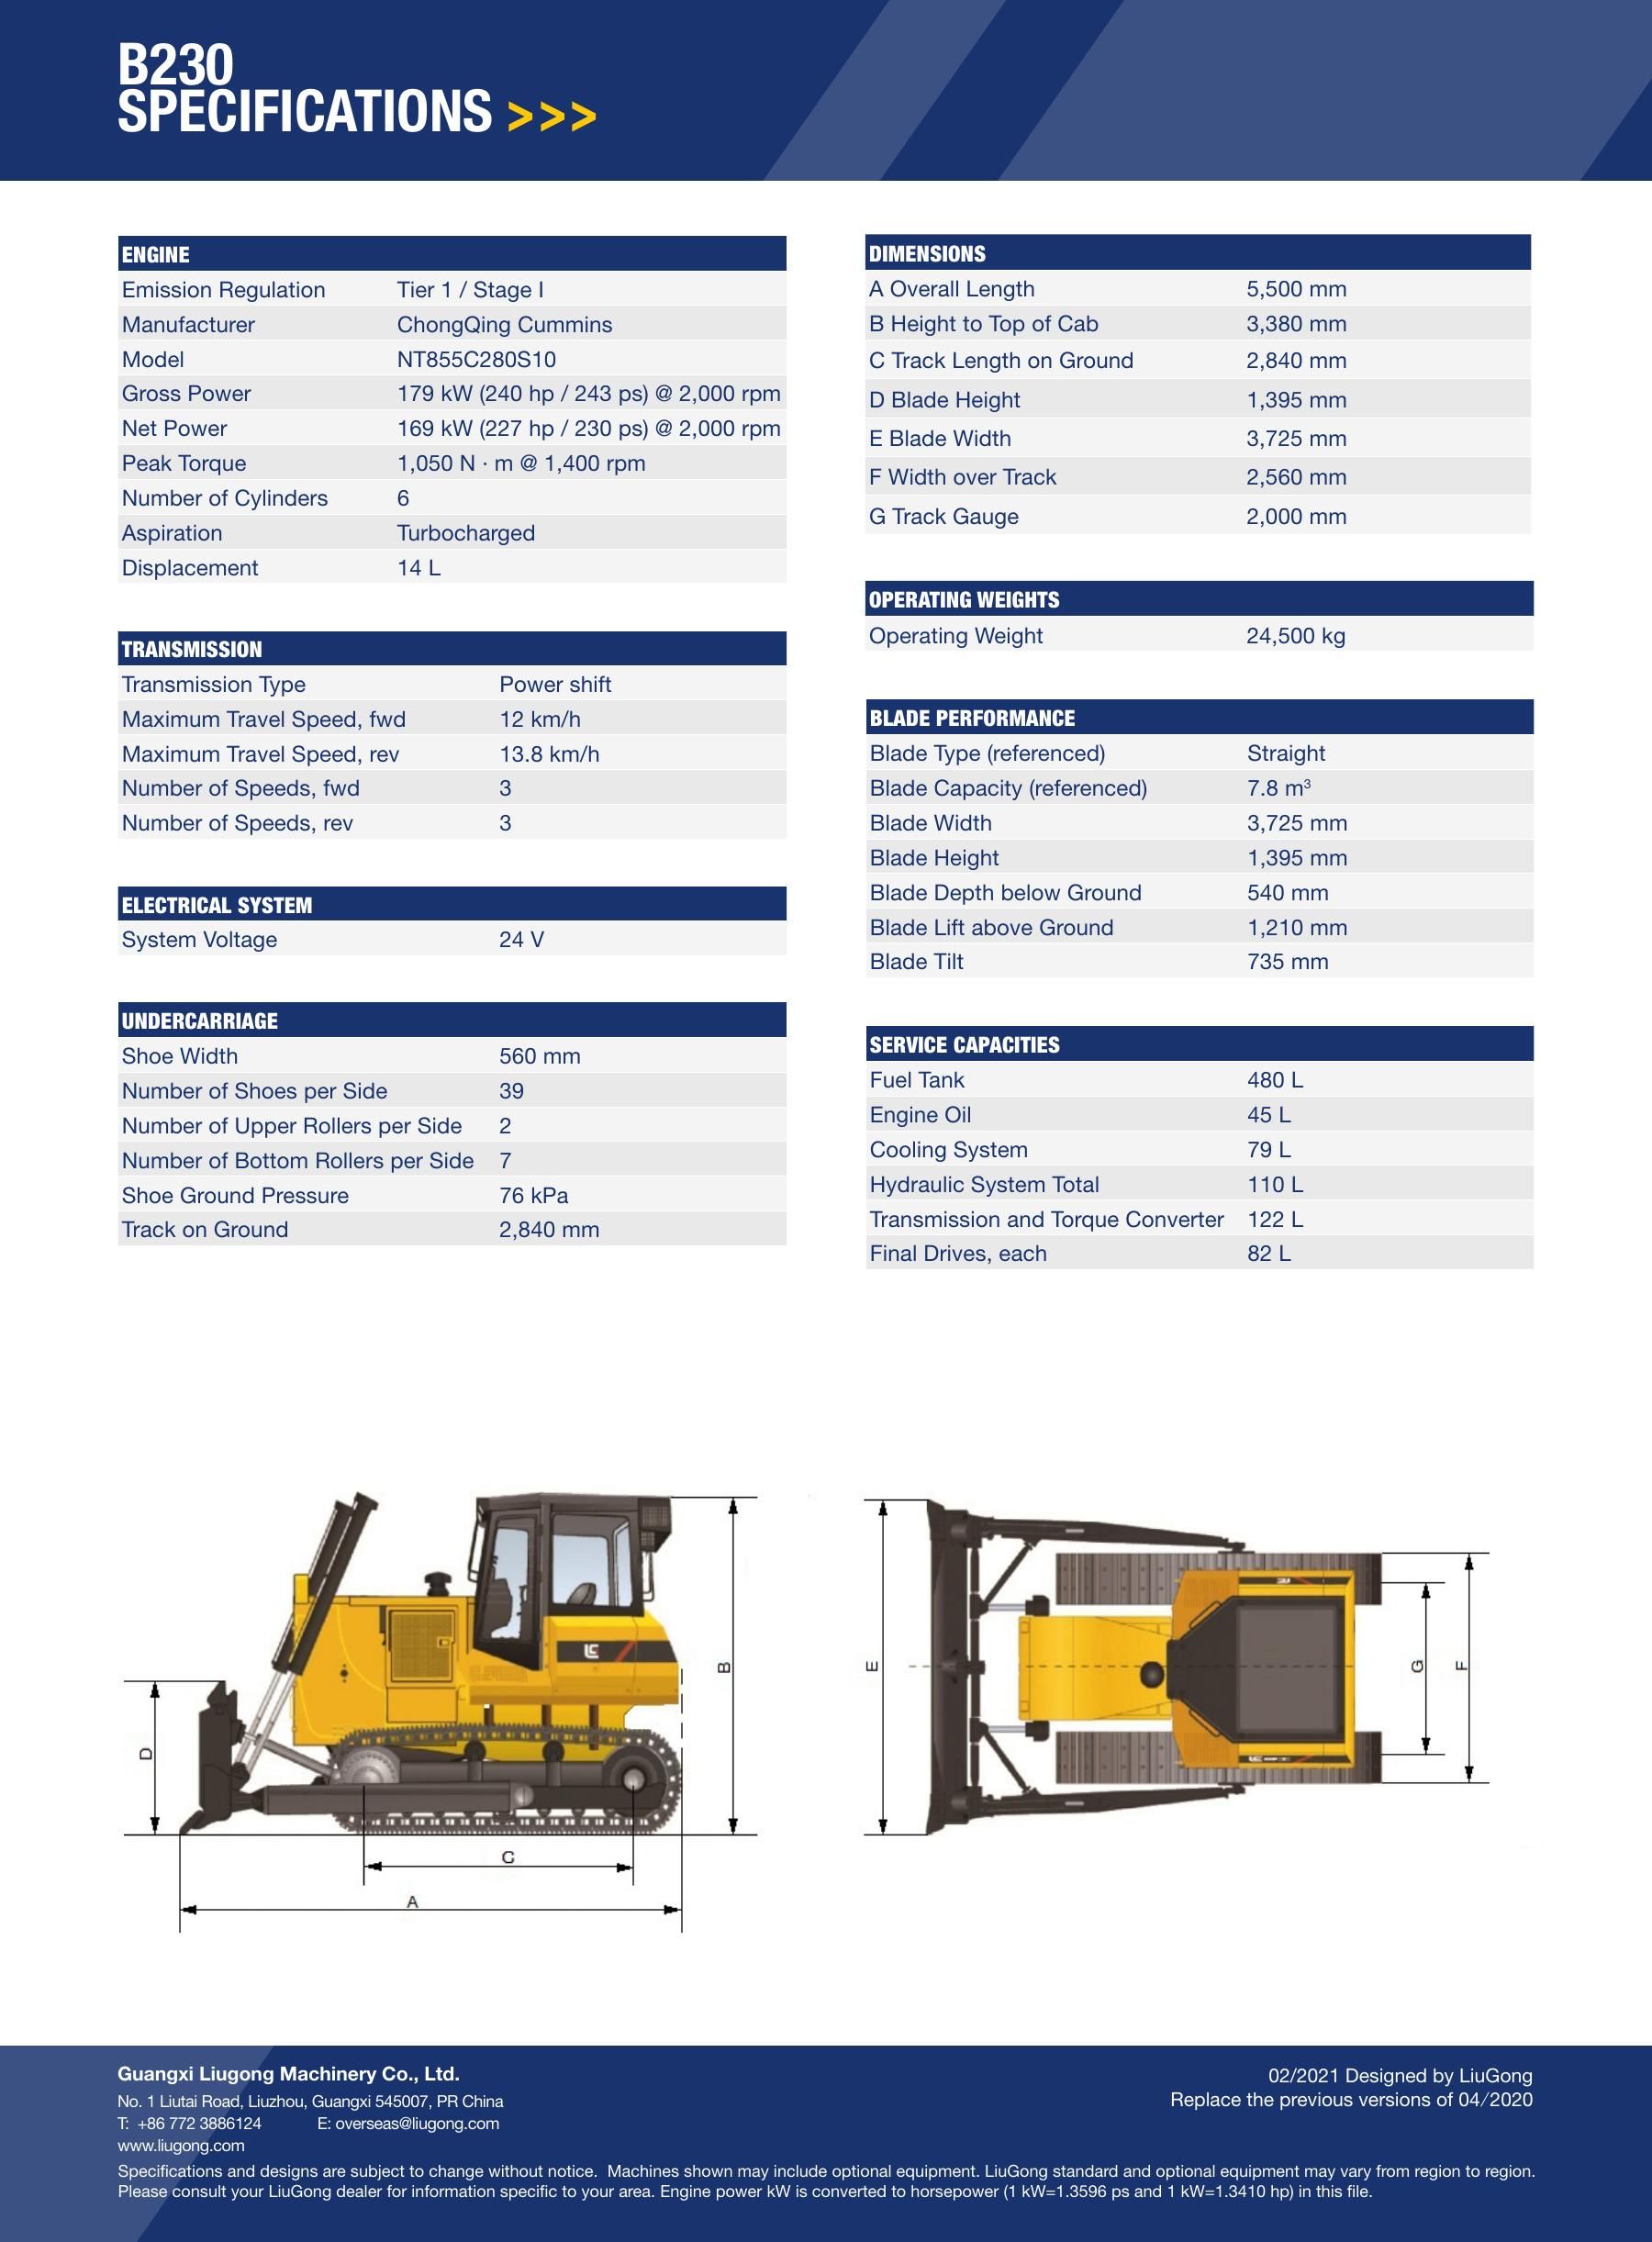 B230
SPECIFICATIONS >>>
ENGINE
Emission Regulation Tier 1 / Stage I
Manufacturer ChongQing Cummins
Model NT855C280S10
Gross Power 179 kW (240 hp / 243 ps) @ 2,000 rpm
Net Power 169 kW (227 hp / 230 ps) @ 2,000 rpm
Peak Torque 1,050 N · m @ 1,400 rpm
Number of Cylinders 6
Aspiration Turbocharged
Displacement 14 L
TRANSMISSION
Transmission Type Power shift
Maximum Travel Speed, fwd 12 km/h
Maximum Travel Speed, rev 13.8 km/h
Number of Speeds, fwd 3
Number of Speeds, rev 3
ELECTRICAL SYSTEM
System Voltage 24 V
UNDERCARRIAGE
Shoe Width 560 mm
Number of Shoes per Side 39
Number of Upper Rollers per Side 2
Number of Bottom Rollers per Side 7
Shoe Ground Pressure 76 kPa
Track on Ground 2,840 mm
DIMENSIONS
A Overall Length 5,500 mm
B Height to Top of Cab 3,380 mm
C Track Length on Ground 2,840 mm
D Blade Height 1,395 mm
E Blade Width 3,725 mm
F Width over Track 2,560 mm
G Track Gauge 2,000 mm
OPERATING WEIGHTS
Operating Weight 24,500 kg
BLADE PERFORMANCE
Blade Type (referenced) Straight
Blade Capacity (referenced) 7.8 m³
Blade Width 3,725 mm
Blade Height 1,395 mm
Blade Depth below Ground 540 mm
Blade Lift above Ground 1,210 mm
Blade Tilt 735 mm
SERVICE CAPACITIES
Fuel Tank 480 L
Engine Oil 45 L
Cooling System 79 L
Hydraulic System Total 110 L
Transmission and Torque Converter 122 L
Final Drives, each 82 L
D
B
C
A
E
G
F
Guangxi Liugong Machinery Co., Ltd.
No. 1 Liutai Road, Liuzhou, Guangxi 545007, PR China
T: +86 772 3886124 E: overseas@liugong.com
www.liugong.com
02/2021 Designed by LiuGong
Replace the previous versions of 04/2020
Specifications and designs are subject to change without notice. Machines shown may include optional equipment. LiuGong standard and optional equipment may vary from region to region.
Please consult your LiuGong dealer for information specific to your area. Engine power kW is converted to horsepower (1 kW=1.3596 ps and 1 kW=1.3410 hp) in this file.